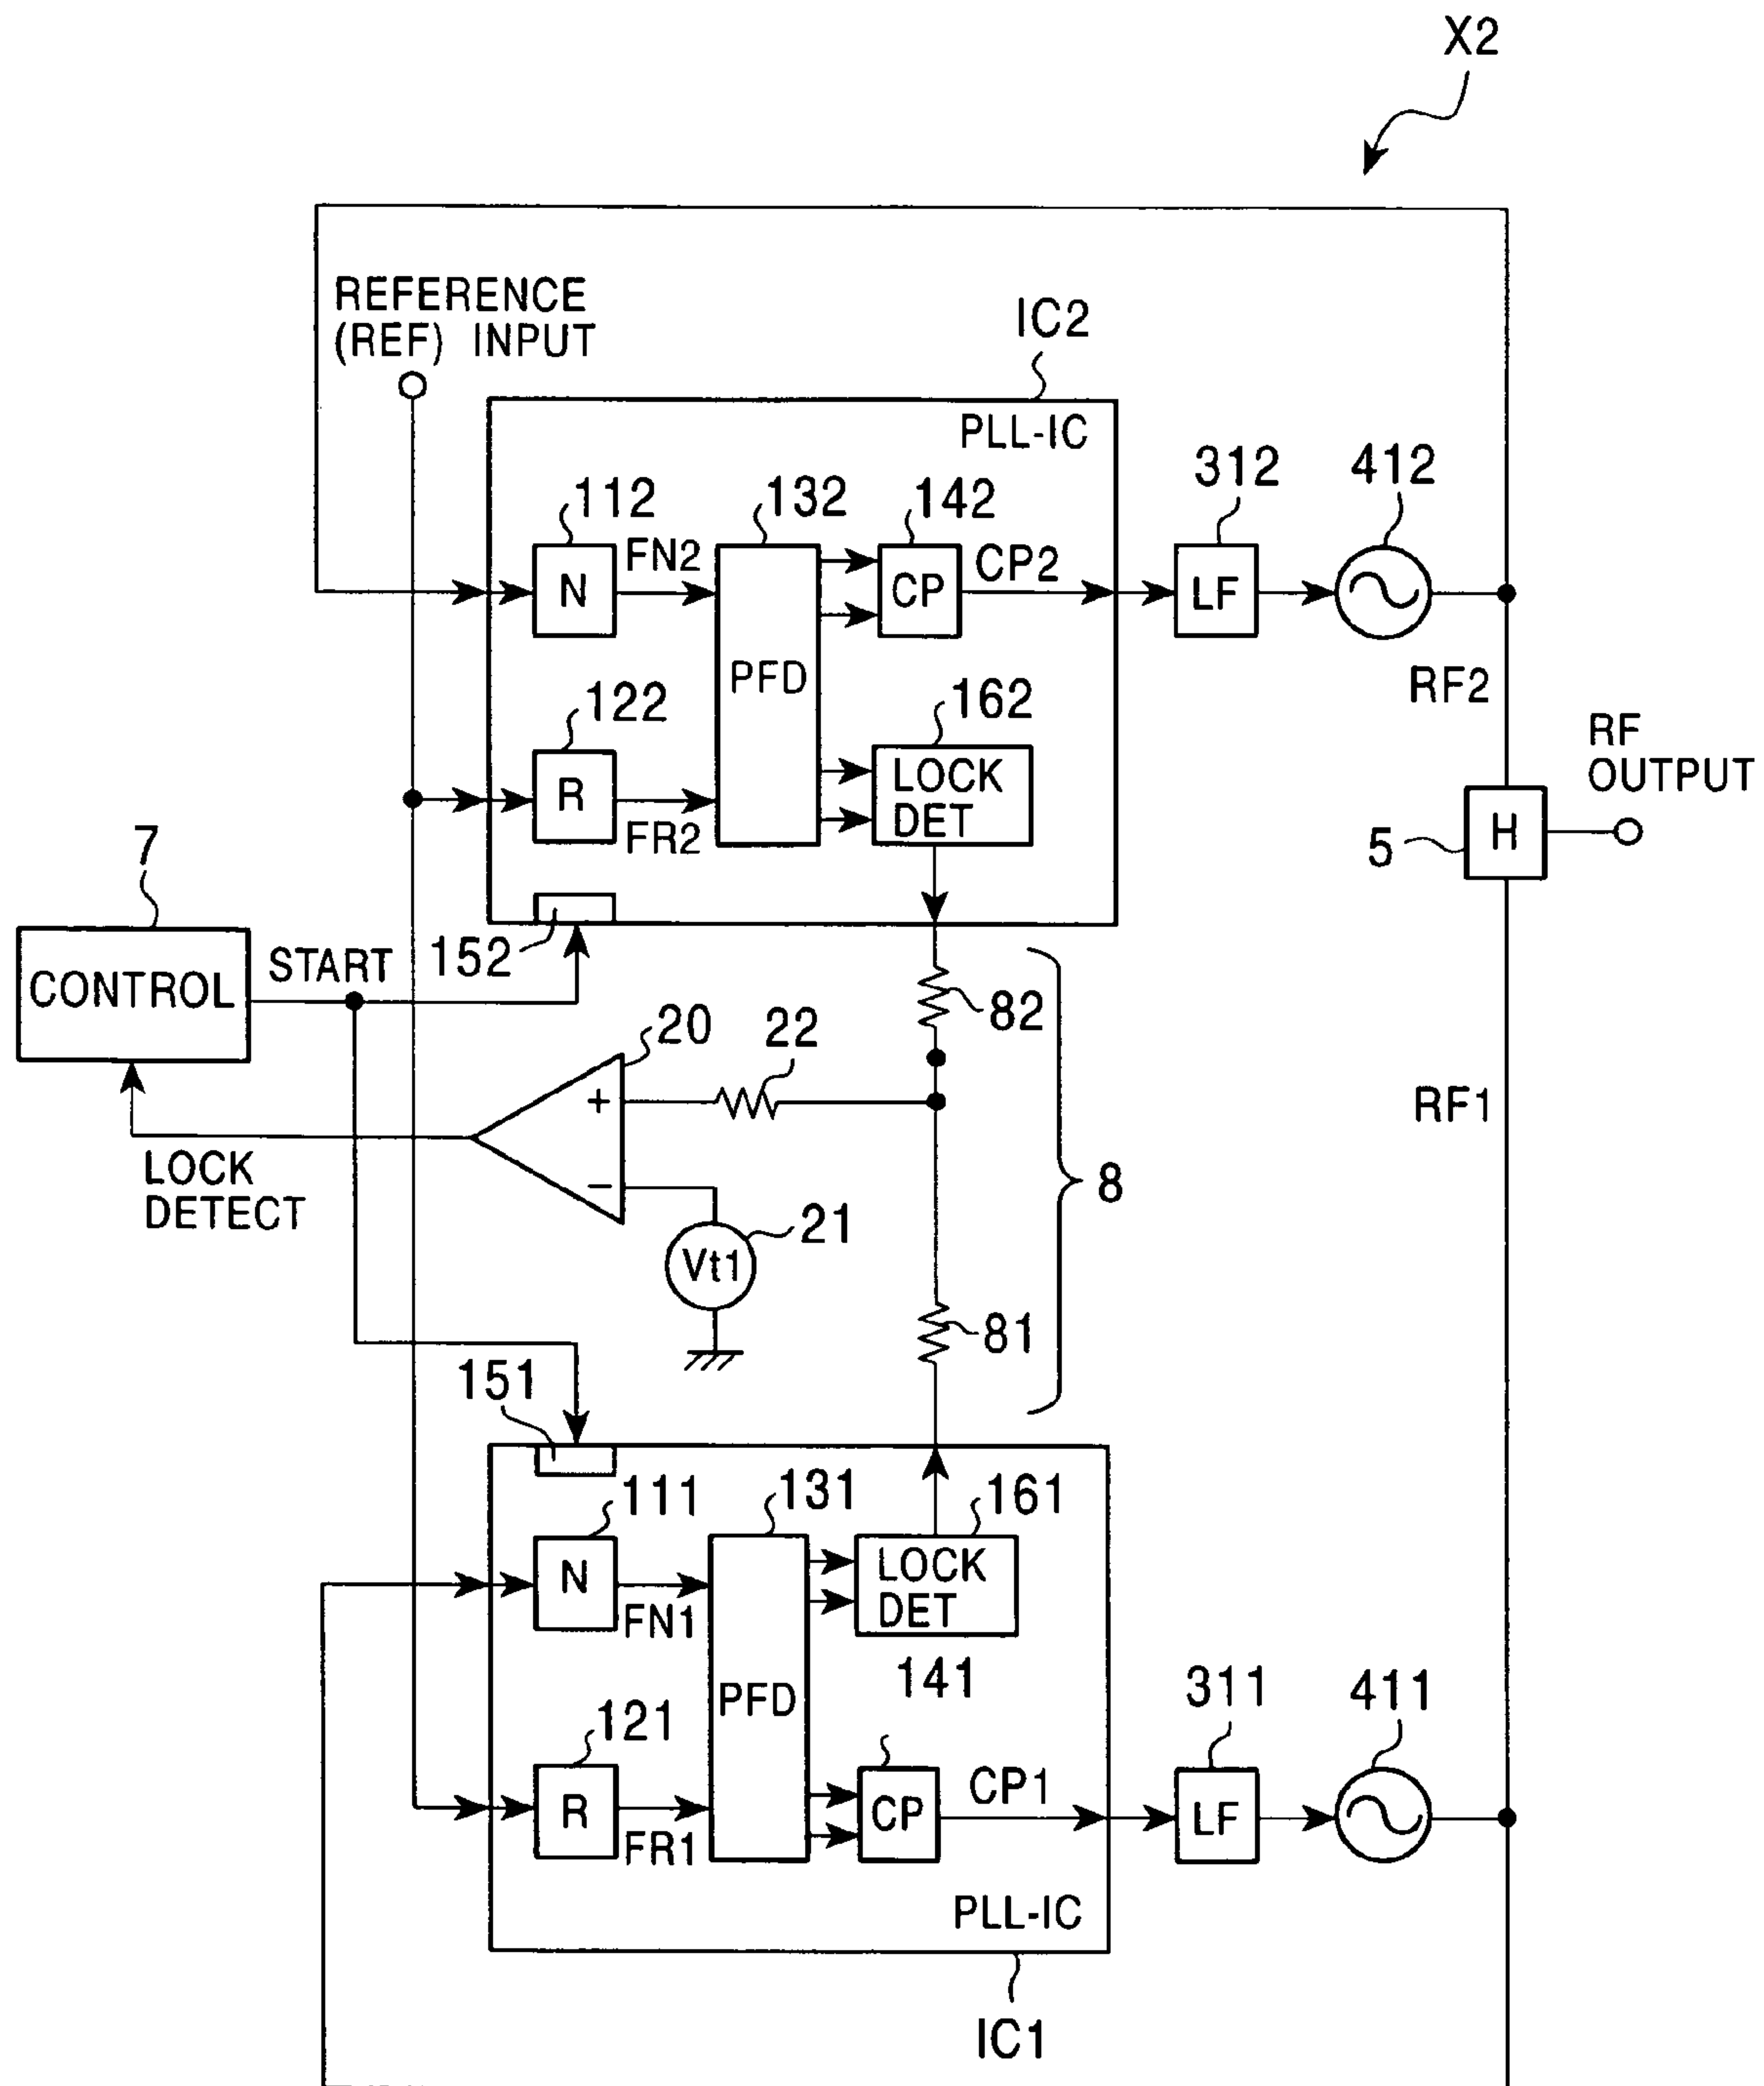 X2
REFERENCE
(REF) INPUT
IC2
PLL-IC
312
412
112
132
142
FN2
CP2
N
CP
LF
PFD
RF2
122
162
RF
OUTPUT
R
LOCK
DET
FR2
5
H
7
152
START
CONTROL
82
20
22
+
RF1
LOCK
DETECT
−
8
21
Vt1
81
151
111
131
161
N
LOCK
DET
FN1
141
311
411
PFD
121
CP1
R
CP
LF
FR1
PLL-IC
IC1